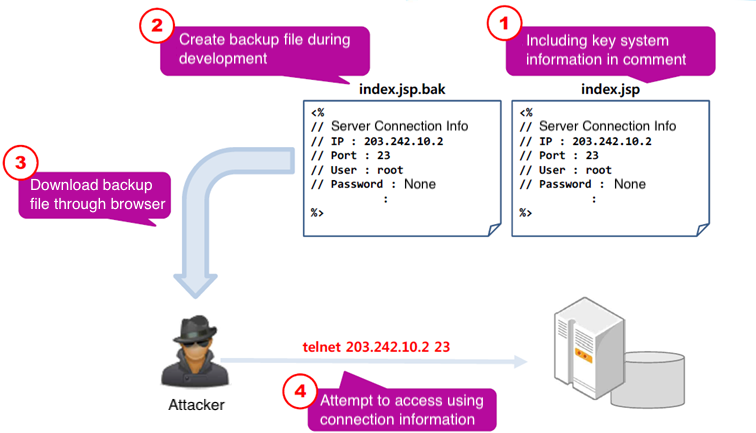 2
Create backup file during
development
1
Including key system
information in comment
index.jsp.bak
<%
// Server Connection Info
// IP : 203.242.10.2
// Port : 23
// User : root
// Password : None
:
%>
index.jsp
<%
// Server Connection Info
// IP : 203.242.10.2
// Port : 23
// User : root
// Password : None
:
%>
3
Download backup
file through browser
telnet 203.242.10.2 23
Attacker
4
Attempt to access using
connection information